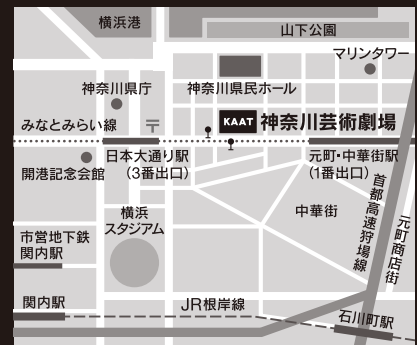 横浜港
山下公園
マリンタワー
神奈川県庁
神奈川県民ホール
みなとみらい線
〒
KAAT 神奈川芸術劇場
開港記念会館
日本大通り駅
（3番出口）
元町・中華街駅
（1番出口）
横浜
スタジアム
中華街
首都高速狩場線
元町商店街
市営地下鉄
関内駅
関内駅
JR根岸線
石川町駅